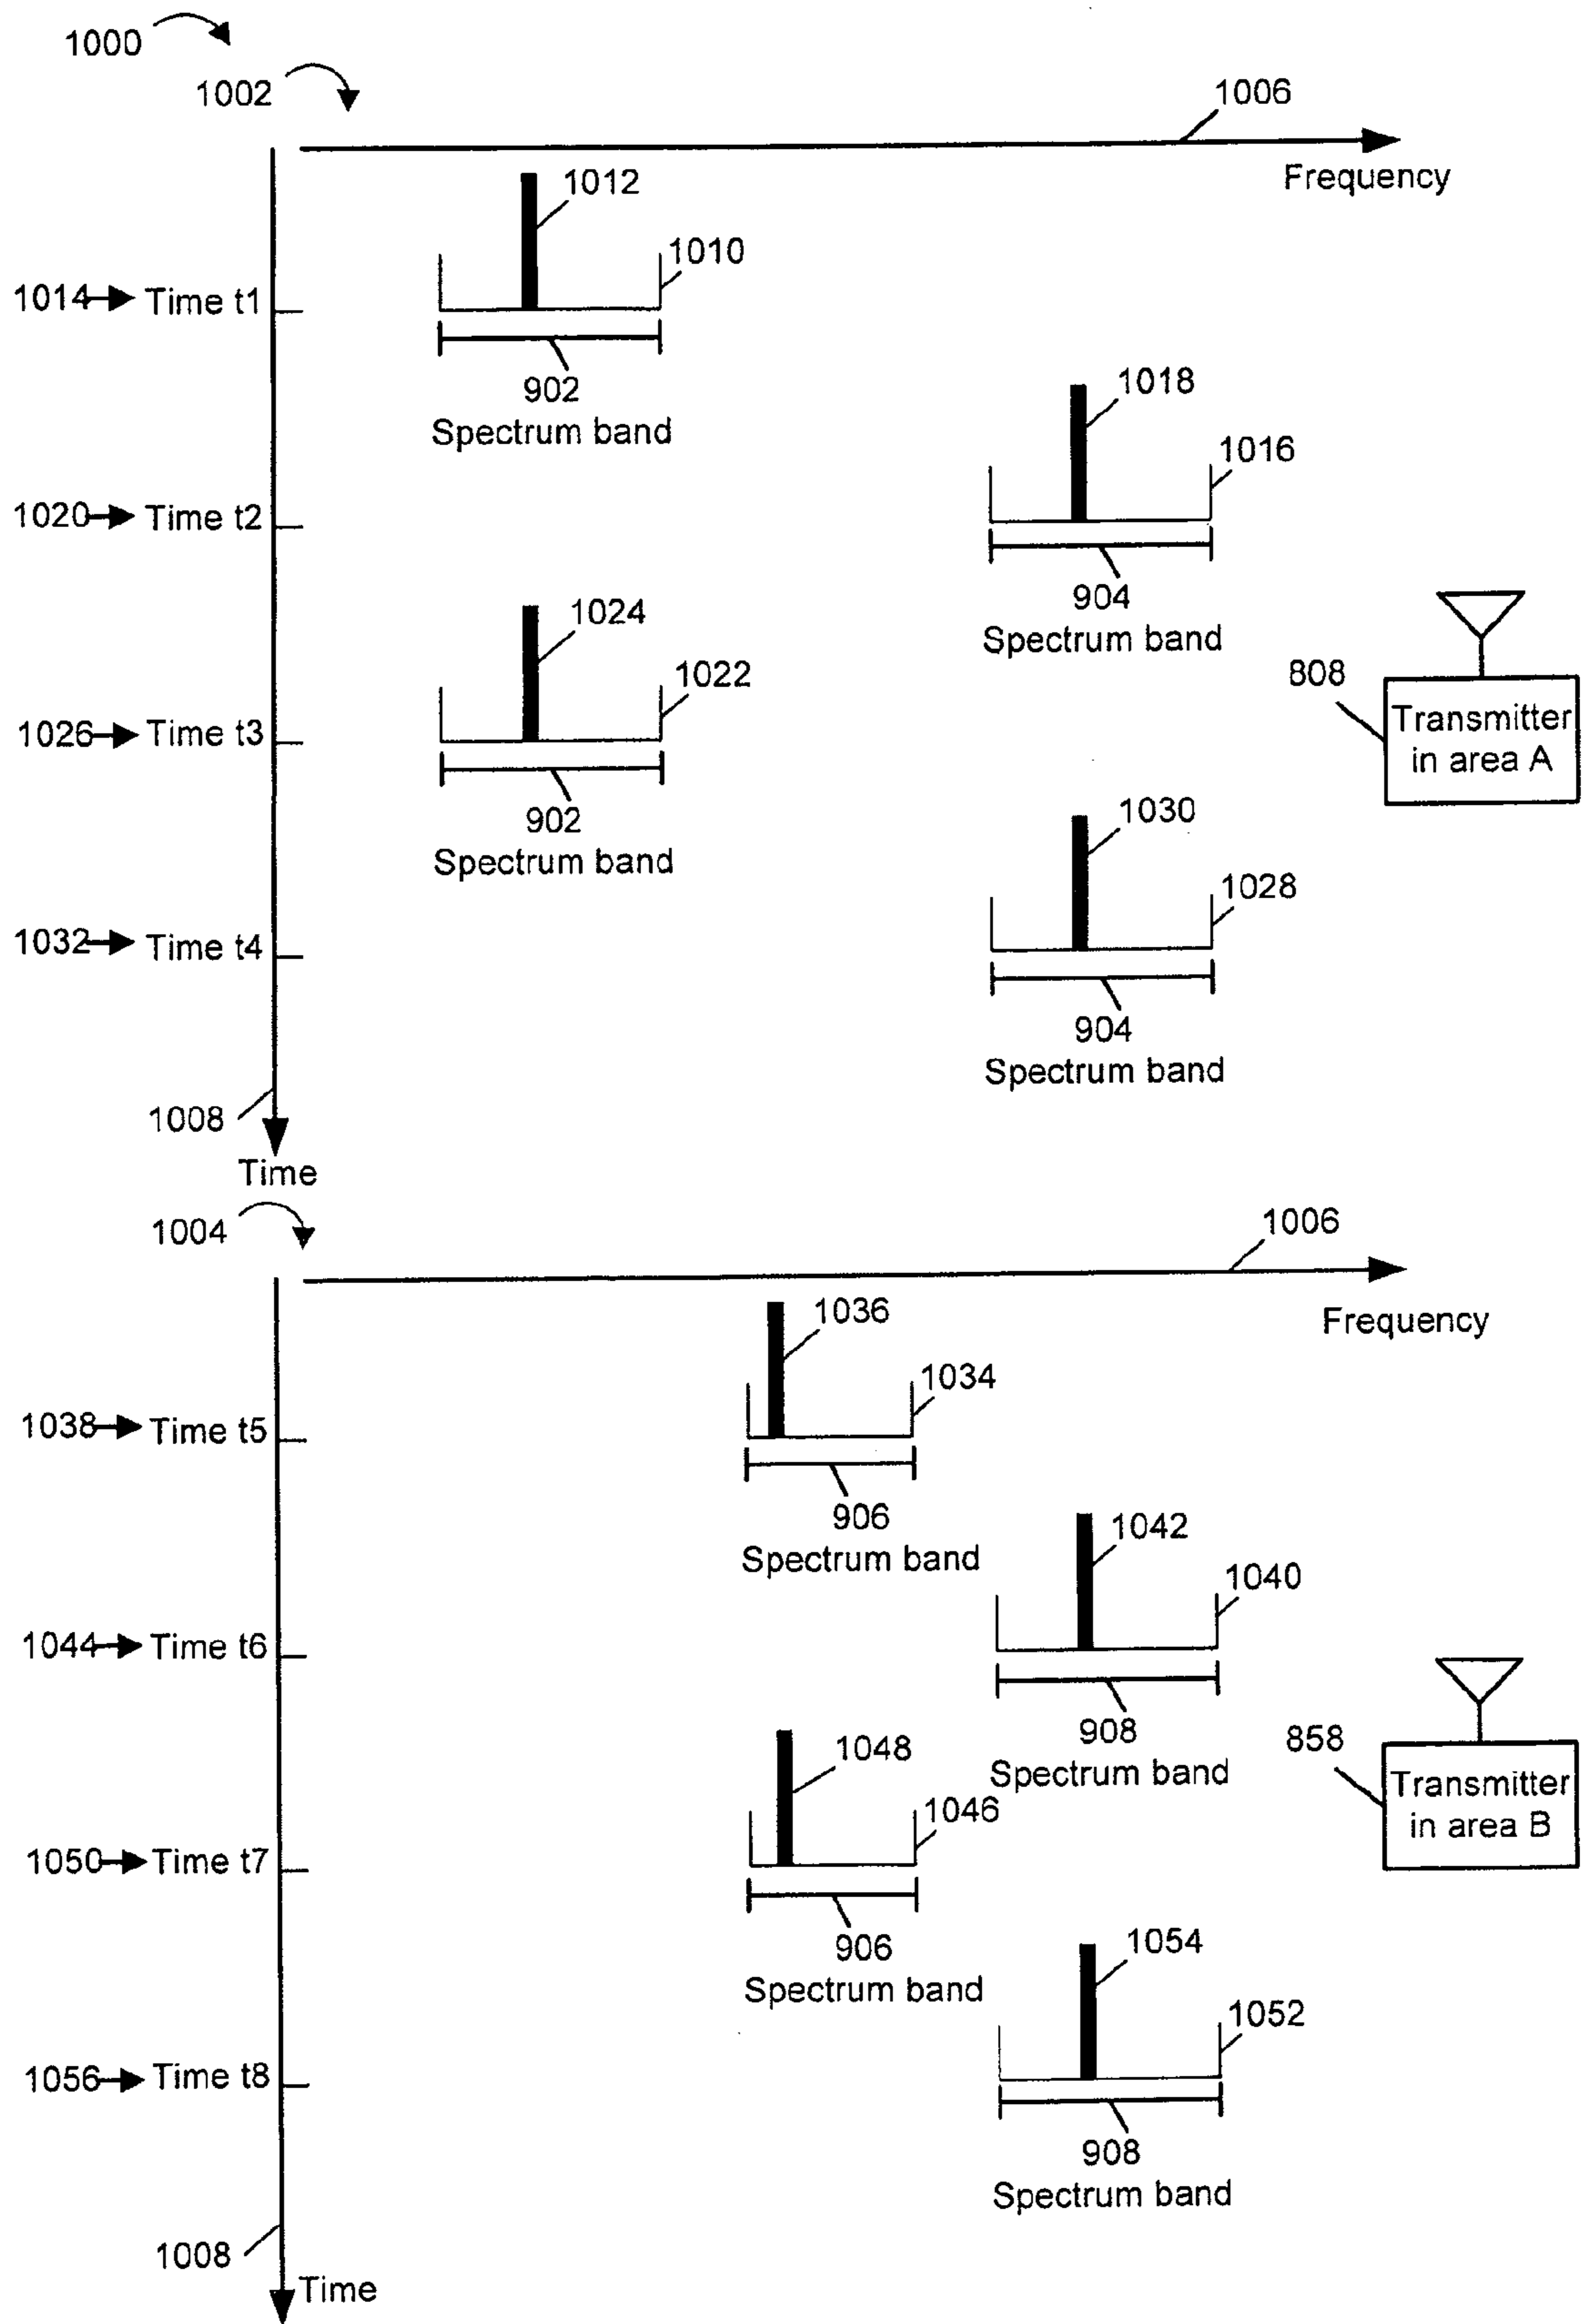 1000
1002
1006
Frequency
1012
1010
1014 Time t1
902
Spectrum band
1018
1016
1020 Time t2
904
Spectrum band
1024
1022
1026 Time t3
808
Transmitter
in area A
902
Spectrum band
1030
1028
1032 Time t4
904
Spectrum band
1008
Time
1004
1006
Frequency
1036
1034
1038 Time t5
906
Spectrum band
1042
1040
1044 Time t6
908
Spectrum band
858
Transmitter
in area B
1048
1046
1050 Time t7
906
Spectrum band
1054
1052
1056 Time t8
908
Spectrum band
1008
Time